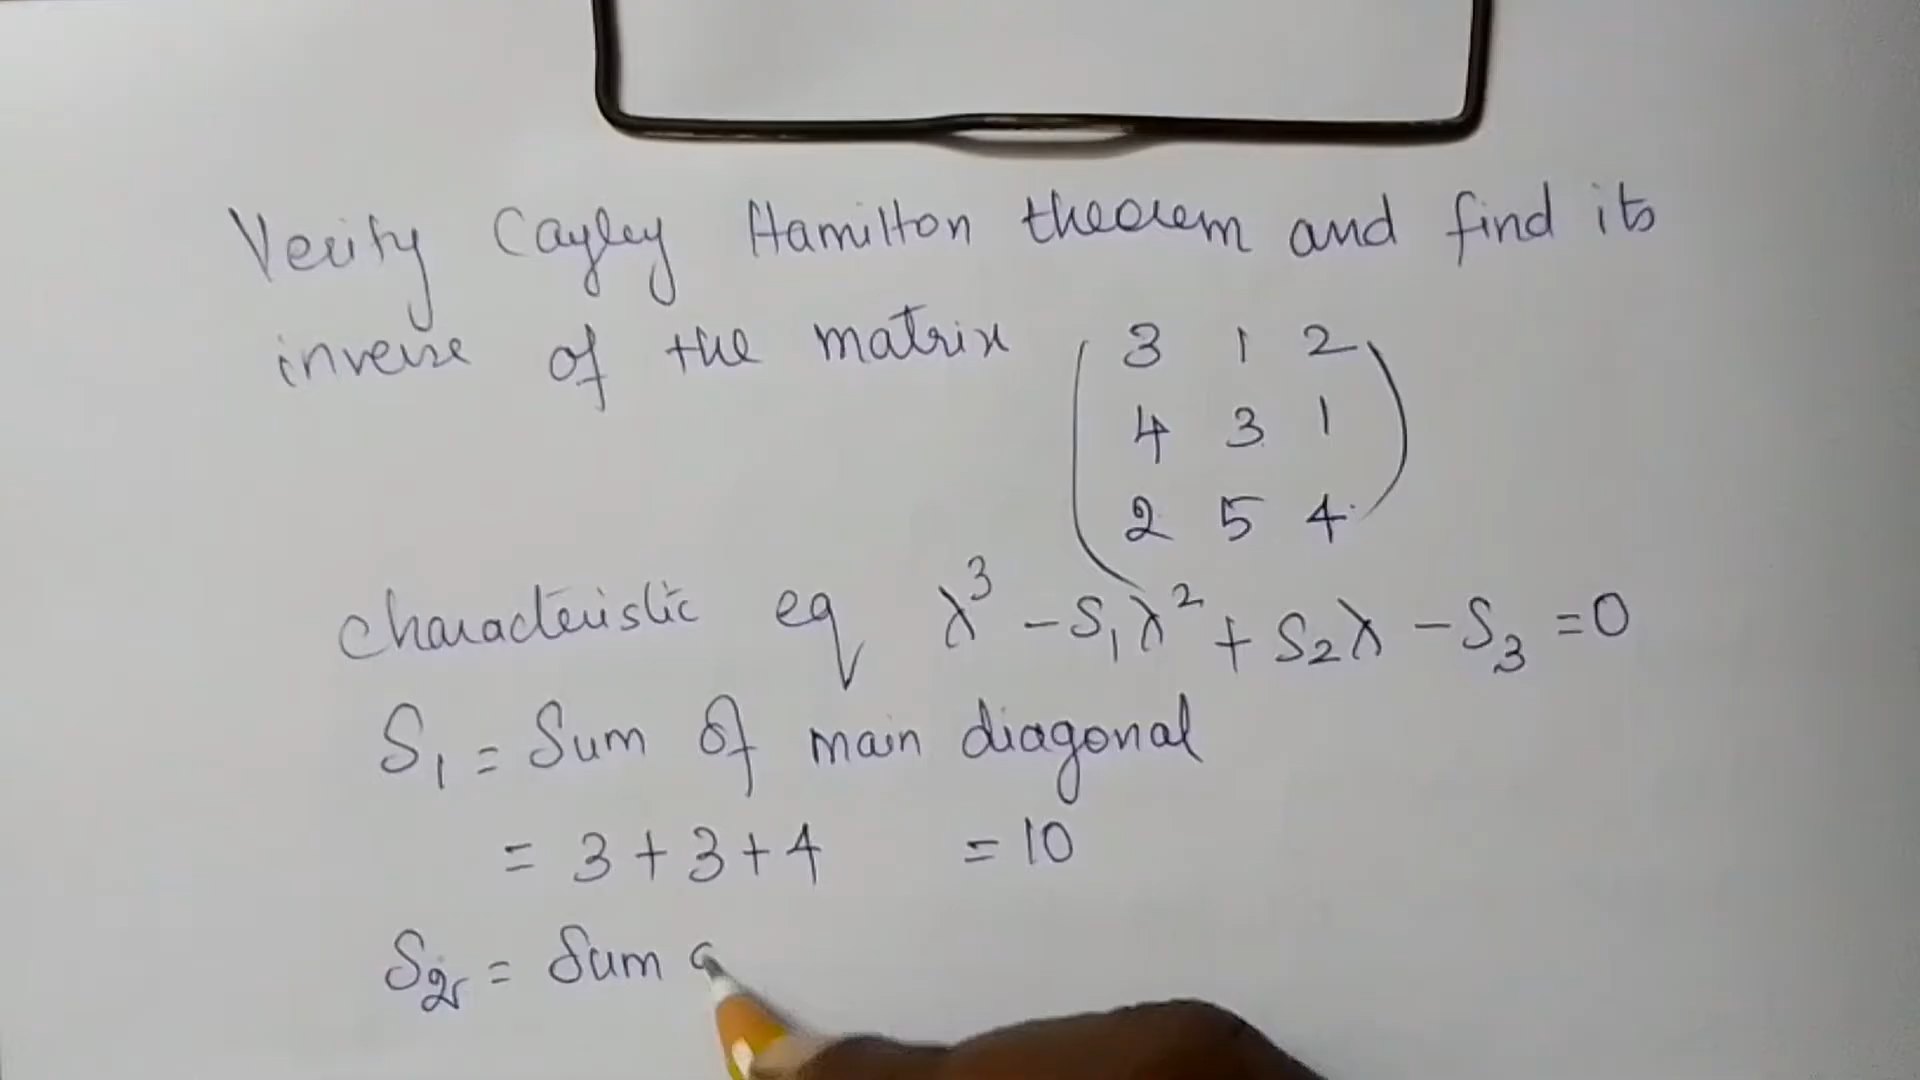 Verify Cayley Hamilton theorem and find its
inverse of the matrix
3 1 2
4 3 1
2 5 4
characteristic eq λ³ - S₁λ² + S₂λ - S₃ = 0
S₁ = Sum of main diagonal
= 3 + 3 + 4 = 10
S₂ = Sum